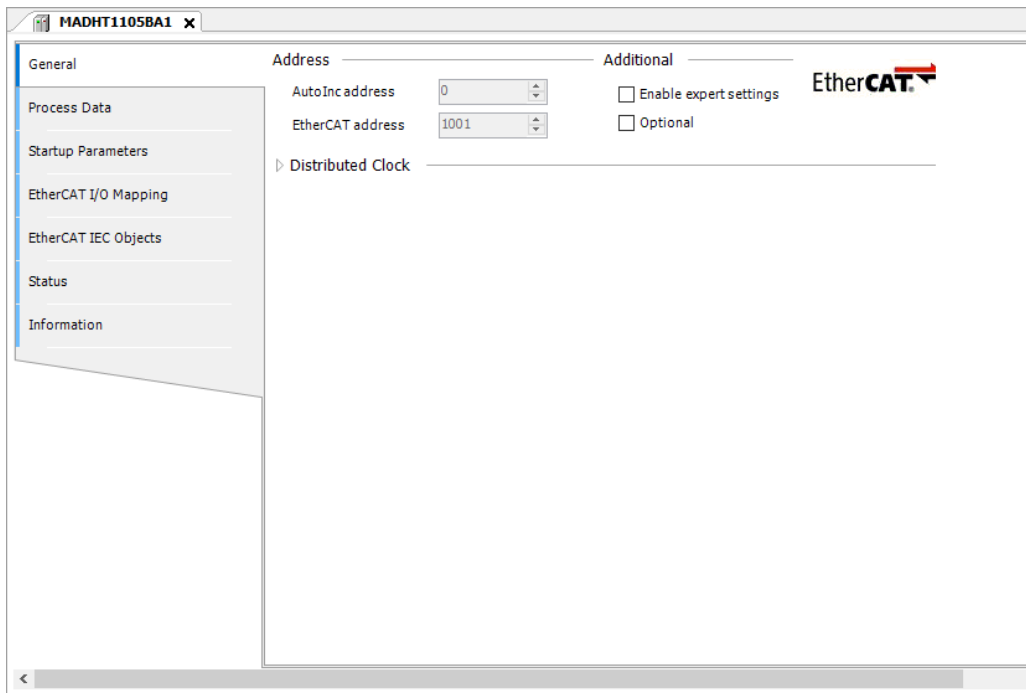 MADHT1105BA1
General
Process Data
Startup Parameters
EtherCAT I/O Mapping
EtherCAT IEC Objects
Status
Information
Address
AutoInc address 0
EtherCAT address 1001
Additional
Enable expert settings
Optional
EtherCAT.
Distributed Clock